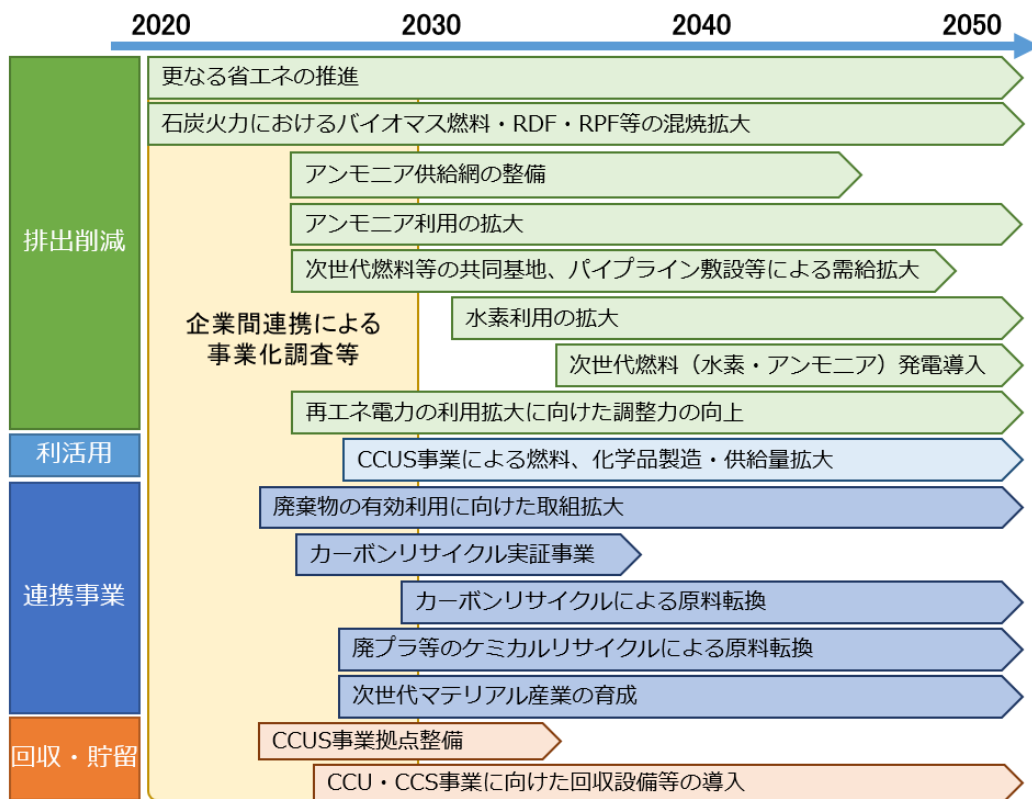 2020 2030 2040 2050
排出削減
更なる省エネの推進
石炭火力におけるバイオマス燃料・RDF・RPF等の混焼拡大
アンモニア供給網の整備
アンモニア利用の拡大
次世代燃料等の共同基地、パイプライン敷設等による需給拡大
企業間連携による
事業化調査等
水素利用の拡大
次世代燃料（水素・アンモニア）発電導入
再エネ電力の利用拡大に向けた調整力の向上
利活用
CCUS事業による燃料、化学品製造・供給量拡大
連携事業
廃棄物の有効利用に向けた取組拡大
カーボンリサイクル実証事業
カーボンリサイクルによる原料転換
廃プラ等のケミカルリサイクルによる原料転換
次世代マテリアル産業の育成
回収・貯留
CCUS事業拠点整備
CCU・CCS事業に向けた回収設備等の導入